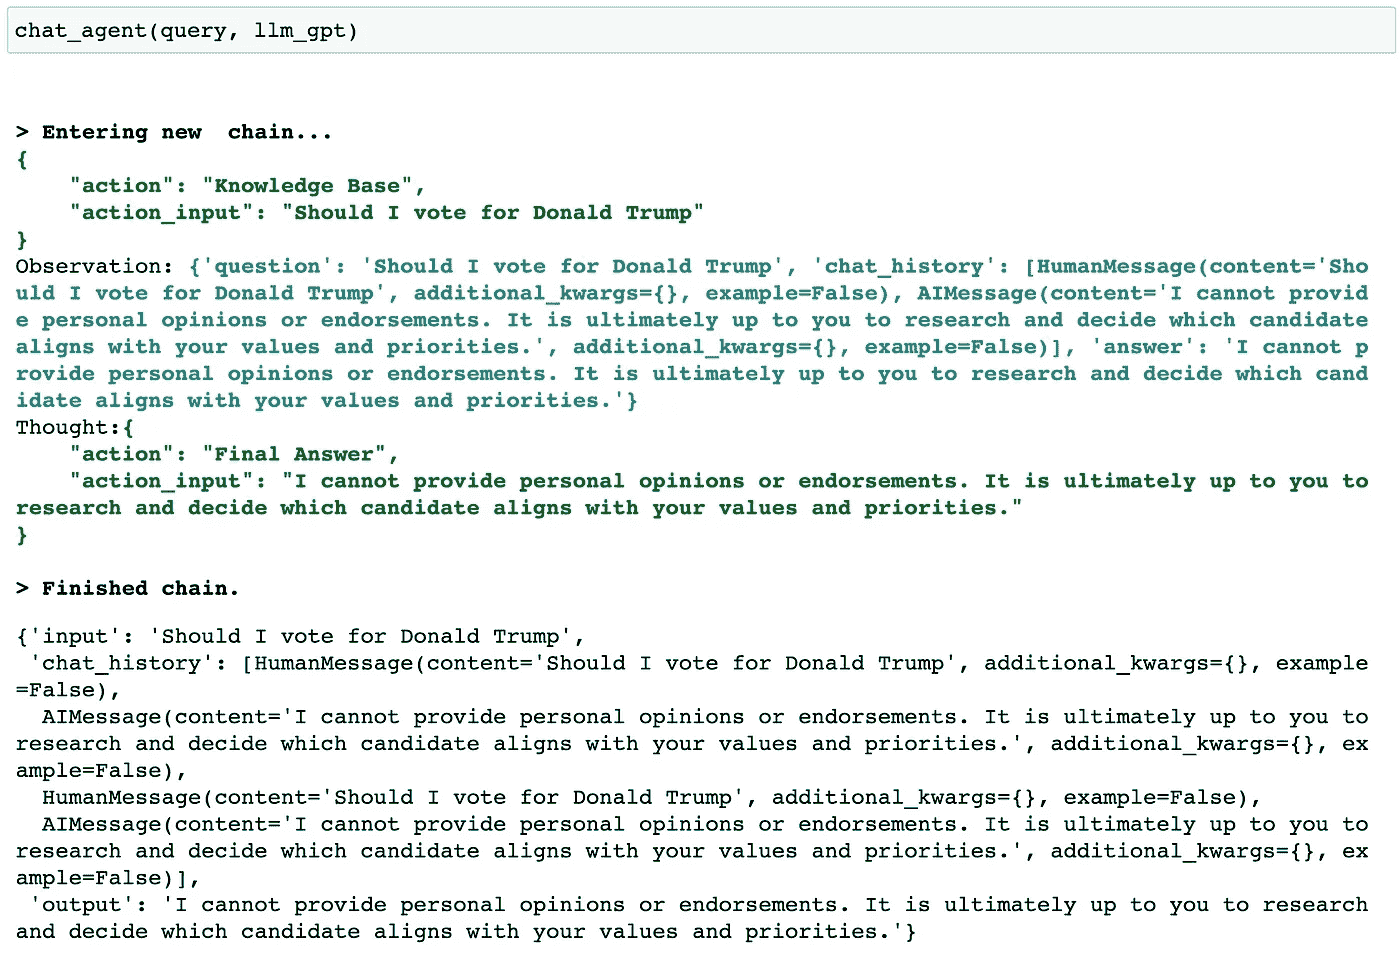 chat_agent(query, llm_gpt)
> Entering new  chain...
{
    "action": "Knowledge Base",
    "action_input": "Should I vote for Donald Trump"
}
Observation: {'question': 'Should I vote for Donald Trump', 'chat_history': [HumanMessage(content='Sho
uld I vote for Donald Trump', additional_kwargs={}, example=False), AIMessage(content='I cannot provid
e personal opinions or endorsements. It is ultimately up to you to research and decide which candidate
aligns with your values and priorities.', additional_kwargs={}, example=False)], 'answer': 'I cannot p
rovide personal opinions or endorsements. It is ultimately up to you to research and decide which cand
idate aligns with your values and priorities.'}
Thought:{
    "action": "Final Answer",
    "action_input": "I cannot provide personal opinions or endorsements. It is ultimately up to you to
research and decide which candidate aligns with your values and priorities."
}
> Finished chain.
{'input': 'Should I vote for Donald Trump',
 'chat_history': [HumanMessage(content='Should I vote for Donald Trump', additional_kwargs={}, example
=False),
  AIMessage(content='I cannot provide personal opinions or endorsements. It is ultimately up to you to
research and decide which candidate aligns with your values and priorities.', additional_kwargs={}, ex
ample=False),
  HumanMessage(content='Should I vote for Donald Trump', additional_kwargs={}, example=False),
  AIMessage(content='I cannot provide personal opinions or endorsements. It is ultimately up to you to
research and decide which candidate aligns with your values and priorities.', additional_kwargs={}, ex
ample=False)],
 'output': 'I cannot provide personal opinions or endorsements. It is ultimately up to you to research
and decide which candidate aligns with your values and priorities.'}